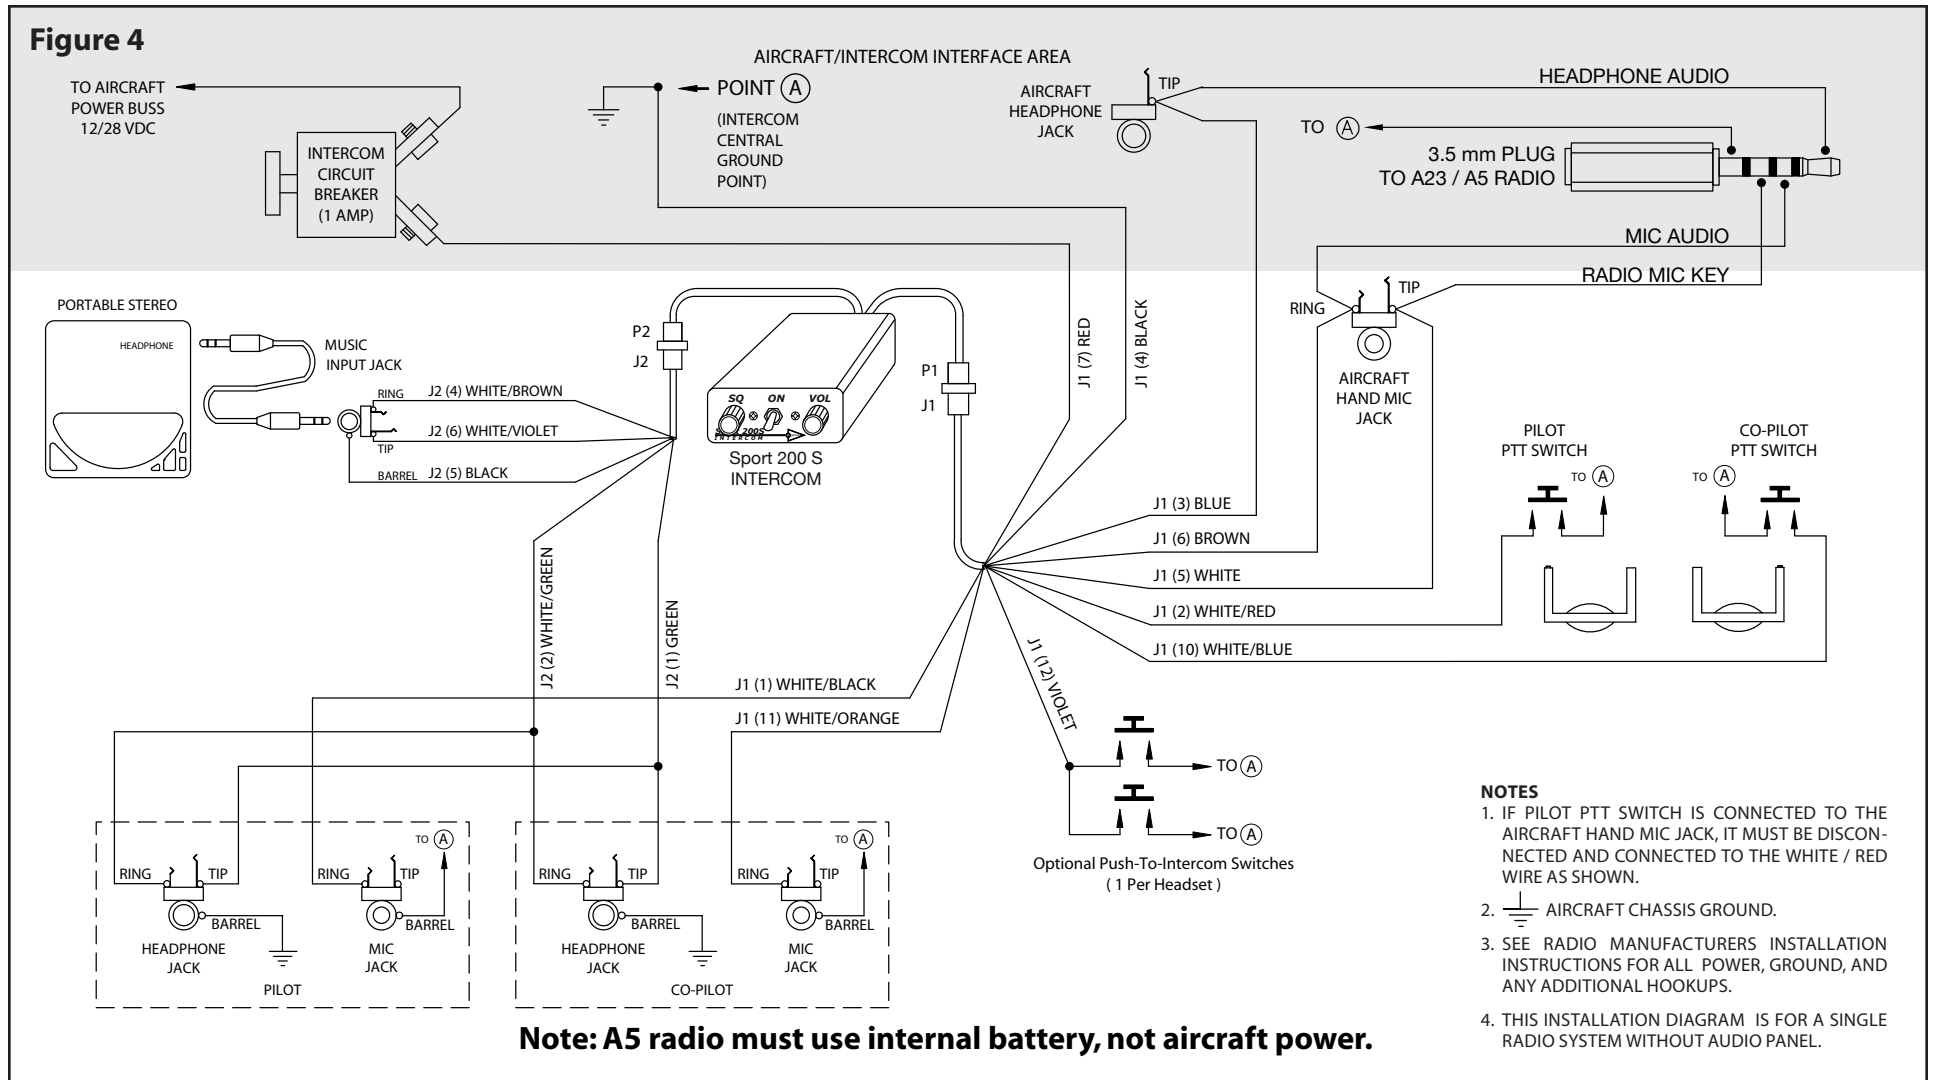 Figure 4
AIRCRAFT/INTERCOM INTERFACE AREA
TO AIRCRAFT
POWER BUSS
12/28 VDC
POINT A
(INTERCOM
CENTRAL
GROUND
POINT)
INTERCOM
CIRCUIT
BREAKER
(1 AMP)
AIRCRAFT
HEADPHONE
JACK
TIP
HEADPHONE AUDIO
TO A
3.5 mm PLUG
TO A23 / A5 RADIO
MIC AUDIO
RADIO MIC KEY
RING
TIP
AIRCRAFT
HAND MIC
JACK
PORTABLE STEREO
HEADPHONE
MUSIC
INPUT JACK
RING
J2 (4) WHITE/BROWN
J2 (6) WHITE/VIOLET
TIP
BARREL
J2 (5) BLACK
P2
J2
SQ
ON
VOL
200S
INTERCOM
Sport 200 S
INTERCOM
P1
J1
J1 (7) RED
J1 (4) BLACK
PILOT
PTT SWITCH
TO A
CO-PILOT
PTT SWITCH
TO A
J1 (3) BLUE
J1 (6) BROWN
J1 (5) WHITE
J1 (2) WHITE/RED
J1 (10) WHITE/BLUE
J1 (12) VIOLET
J2 (2) WHITE/GREEN
J2 (1) GREEN
J1 (1) WHITE/BLACK
J1 (11) WHITE/ORANGE
TO A
TO A
Optional Push-To-Intercom Switches
( 1 Per Headset )
RING
TIP
BARREL
HEADPHONE
JACK
RING
TIP
TO A
BARREL
MIC
JACK
PILOT
RING
TIP
BARREL
HEADPHONE
JACK
RING
TIP
TO A
BARREL
MIC
JACK
CO-PILOT
NOTES
1. IF PILOT PTT SWITCH IS CONNECTED TO THE
AIRCRAFT HAND MIC JACK, IT MUST BE DISCON-
NECTED AND CONNECTED TO THE WHITE / RED
WIRE AS SHOWN.
2. AIRCRAFT CHASSIS GROUND.
3. SEE RADIO MANUFACTURERS INSTALLATION
INSTRUCTIONS FOR ALL POWER, GROUND, AND
ANY ADDITIONAL HOOKUPS.
4. THIS INSTALLATION DIAGRAM IS FOR A SINGLE
RADIO SYSTEM WITHOUT AUDIO PANEL.
Note: A5 radio must use internal battery, not aircraft power.